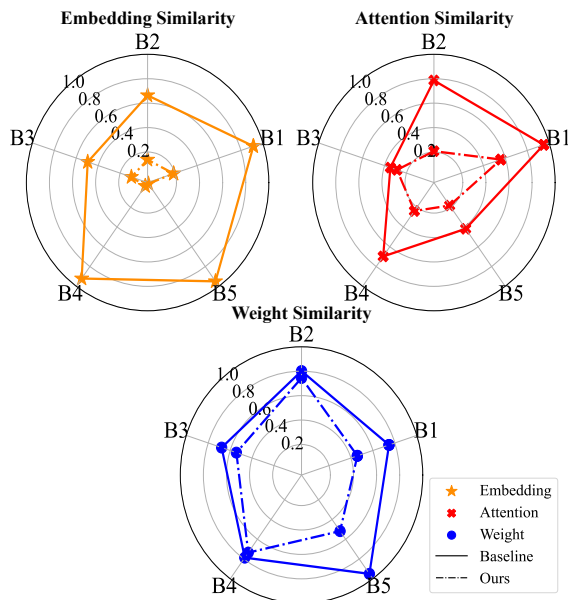 Embedding Similarity
B2
1.0
0.8
0.6
0.4
0.2
B3
B1
B4
B5
Attention Similarity
B2
1.0
0.8
0.6
0.4
0.2
B3
B1
B4
B5
Weight Similarity
B2
1.0
0.8
0.6
0.4
0.2
B3
B1
B4
B5
Embedding
Attention
Weight
Baseline
Ours